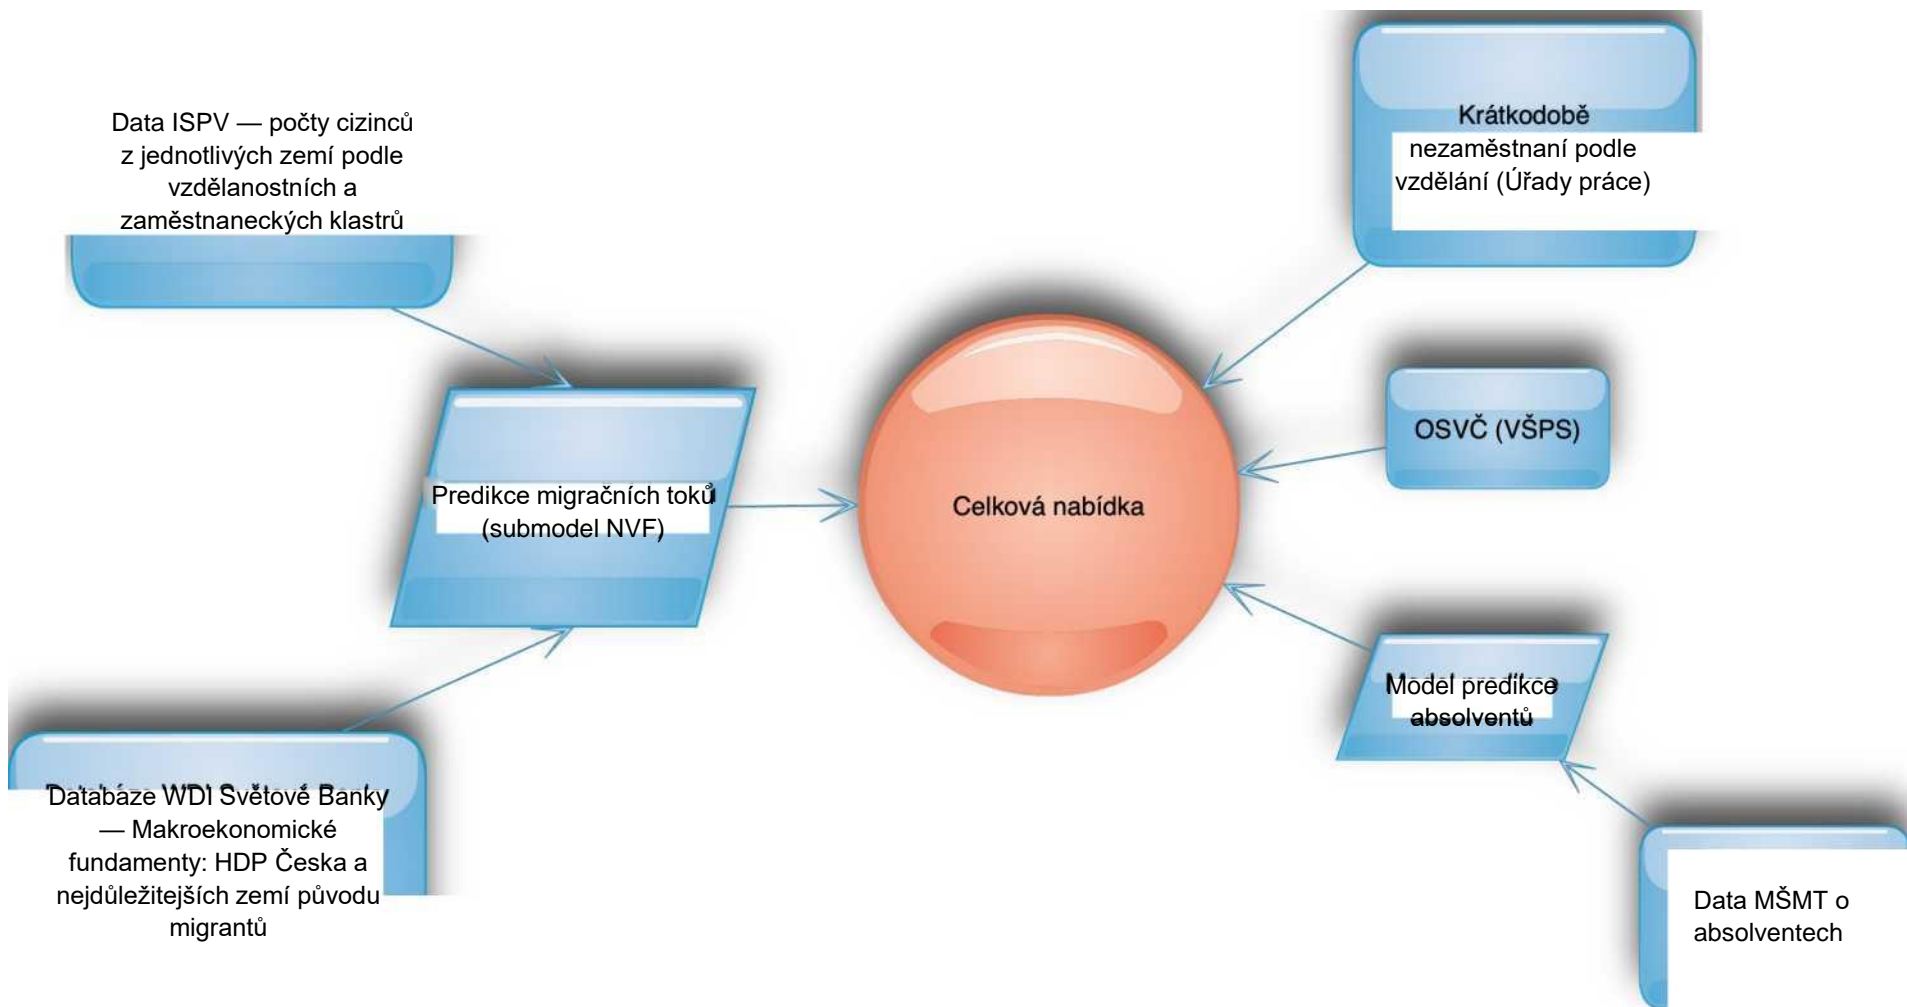 Data ISPV — počty cizinců
z jednotlivých zemí podle
vzdělanostních a
zaměstnaneckých klastrů
Krátkodobě
nezaměstnaní podle
vzdělání (Úřady práce)
OSVČ (VŠPS)
Predikce migračních toků
(submodel NVF)
Celková nabídka
Model predikce
absolventů
Databáze WDI Světové Banky
— Makroekonomické
fundamenty: HDP Česka a
nejdůležitejších zemí původu
migrantů
Data MŠMT o
absolventech